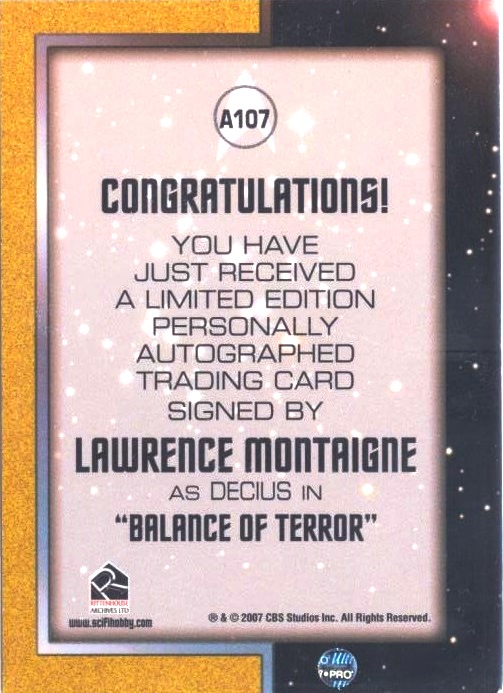 A107
CONGRATULATIONS!
YOU HAVE
JUST RECEIVED
A LIMITED EDITION
PERSONALLY
AUTOGRAPHED
TRADING CARD
SIGNED BY
LAWRENCE MONTAIGNE
AS DECIUS IN
“BALANCE OF TERROR”
RITTENHOUSE
ARCHIVES LTD
www.scifihobby.com
® & © 2007 CBS Studios Inc. All Rights Reserved.
PRO